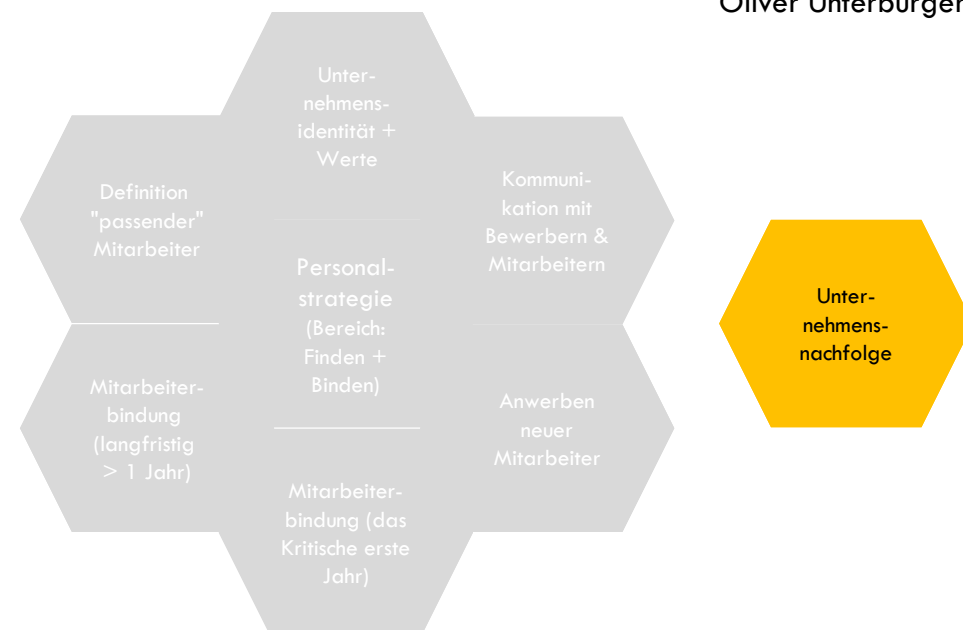 Oliver Unterburger
Unter-
nehmens-
identität +
Werte
Definition
"passender"
Mitarbeiter
Kommuni-
kation mit
Bewerbern &
Mitarbeitern
Personal-
strategie
(Bereich:
Finden +
Binden)
Unter-
nehmens-
nachfolge
Mitarbeiter-
bindung
(langfristig
> 1 Jahr)
Anwerben
neuer
Mitarbeiter
Mitarbeiter-
bindung (das
Kritische erste
Jahr)